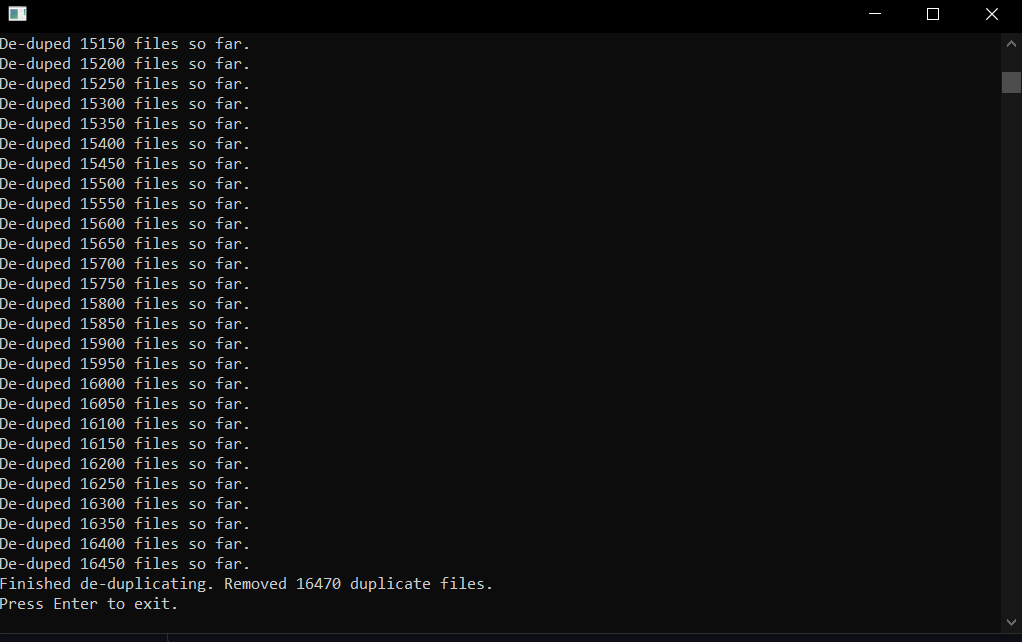 De-duped 15150 files so far.
De-duped 15200 files so far.
De-duped 15250 files so far.
De-duped 15300 files so far.
De-duped 15350 files so far.
De-duped 15400 files so far.
De-duped 15450 files so far.
De-duped 15500 files so far.
De-duped 15550 files so far.
De-duped 15600 files so far.
De-duped 15650 files so far.
De-duped 15700 files so far.
De-duped 15750 files so far.
De-duped 15800 files so far.
De-duped 15850 files so far.
De-duped 15900 files so far.
De-duped 15950 files so far.
De-duped 16000 files so far.
De-duped 16050 files so far.
De-duped 16100 files so far.
De-duped 16150 files so far.
De-duped 16200 files so far.
De-duped 16250 files so far.
De-duped 16300 files so far.
De-duped 16350 files so far.
De-duped 16400 files so far.
De-duped 16450 files so far.
Finished de-duplicating. Removed 16470 duplicate files.
Press Enter to exit.